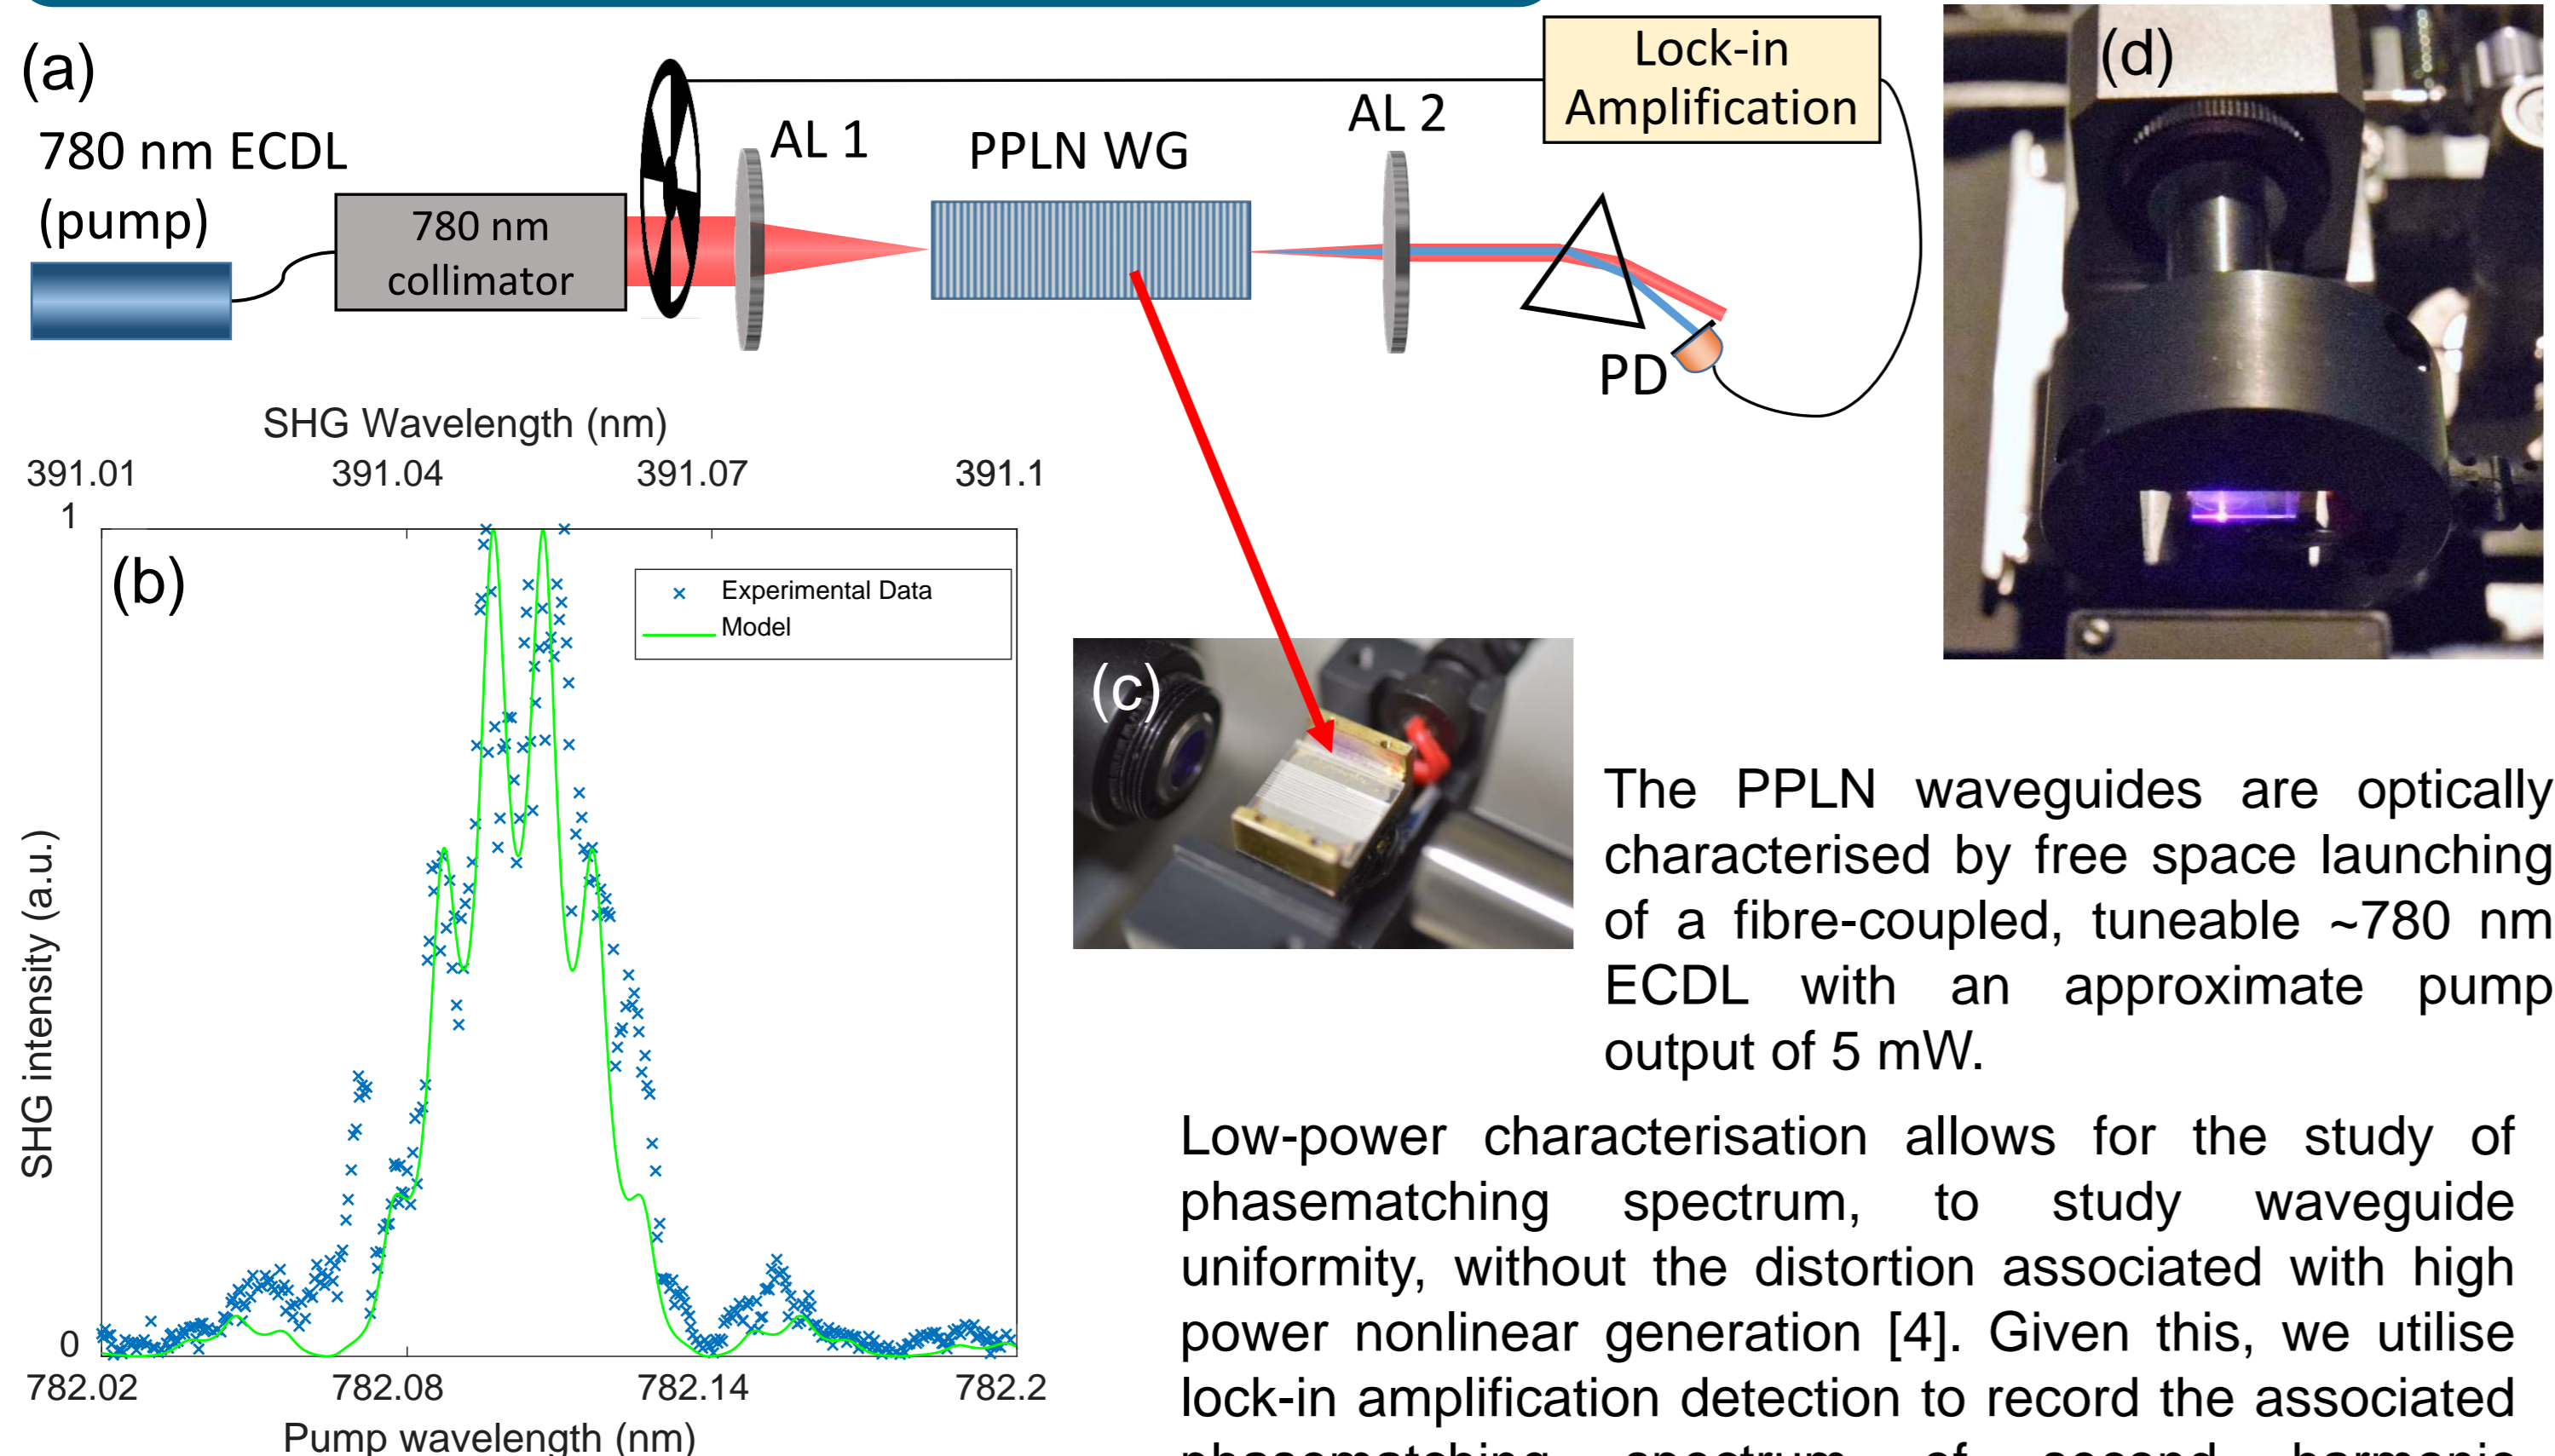 (a)
780 nm ECDL
(pump)
780 nm
collimator
AL 1
PPLN WG
AL 2
Lock-in
Amplification
PD
(d)
SHG Wavelength (nm)
391.01 391.04 391.07 391.1
1
(b)
Experimental Data
Model
SHG intensity (a.u.)
0
782.02 782.08 782.14 782.2
Pump wavelength (nm)
(c)
The PPLN waveguides are optically
characterised by free space launching
of a fibre-coupled, tuneable ~780 nm
ECDL with an approximate pump
output of 5 mW.
Low-power characterisation allows for the study of
phasematching spectrum, to study waveguide
uniformity, without the distortion associated with high
power nonlinear generation [4]. Given this, we utilise
lock-in amplification detection to record the associated
phasematching spectrum of second harmonic